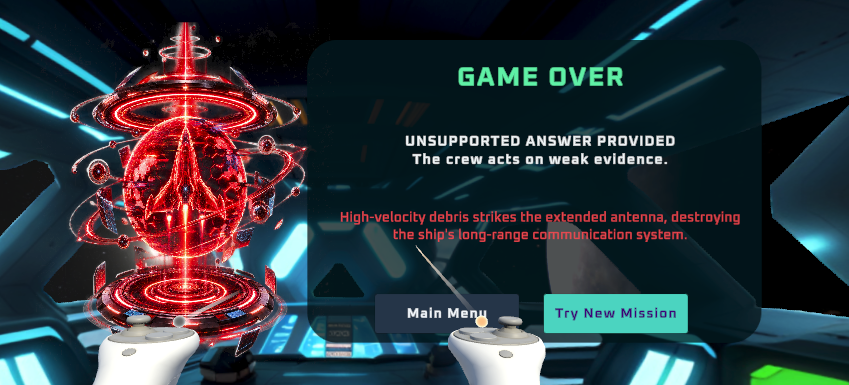 GAME OVER
UNSUPPORTED ANSWER PROVIDED
The crew acts on weak evidence.
High-velocity debris strikes the extended antenna, destroying
the ship's long-range communication system.
Main Menu
Try New Mission